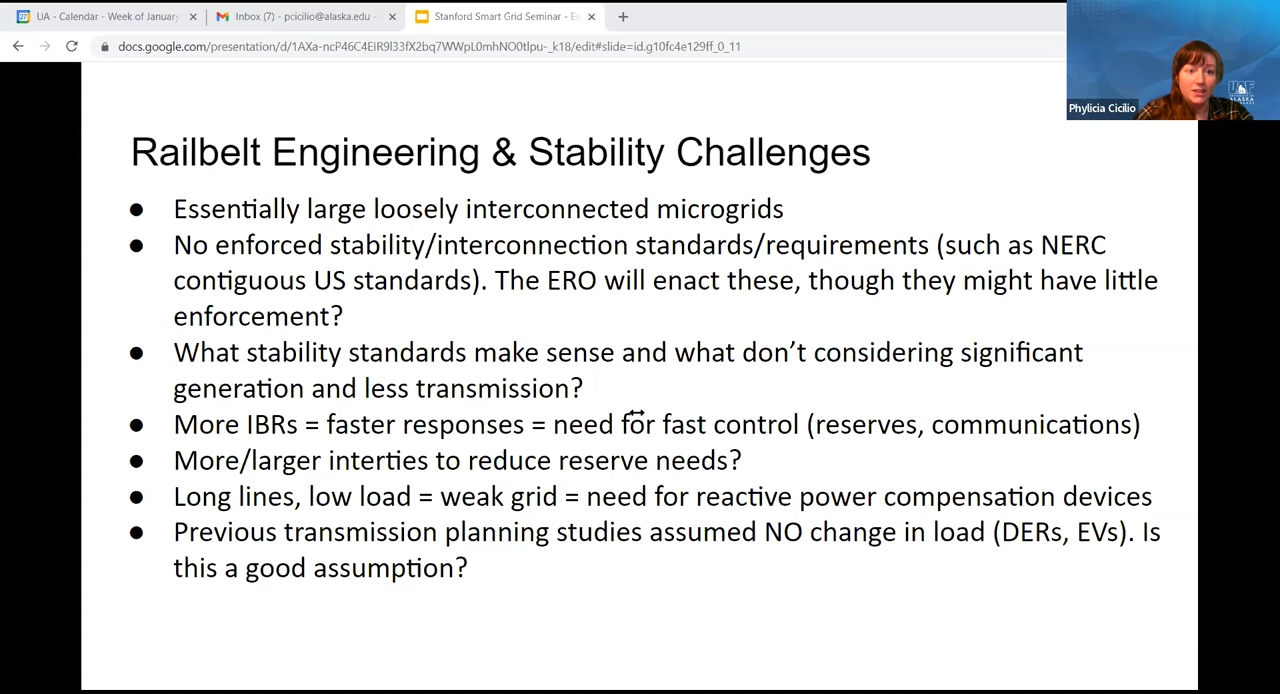 UA - Calendar - Week of January
Inbox (7) - pcicilio@alaska.edu -
Stanford Smart Grid Seminar - Ev
docs.google.com/presentation/d/1AXa-ncP46C4EIR9I33fX2bq7WWpL0mhNO0tlpu-_k18/edit#slide=id.g10fc4e129ff_0_11
Phylicia Cicilio
UAF
ALASKA
Railbelt Engineering & Stability Challenges
● Essentially large loosely interconnected microgrids
● No enforced stability/interconnection standards/requirements (such as NERC
contiguous US standards). The ERO will enact these, though they might have little
enforcement?
● What stability standards make sense and what don’t considering significant
generation and less transmission?
● More IBRs = faster responses = need for fast control (reserves, communications)
● More/larger interties to reduce reserve needs?
● Long lines, low load = weak grid = need for reactive power compensation devices
● Previous transmission planning studies assumed NO change in load (DERs, EVs). Is
this a good assumption?